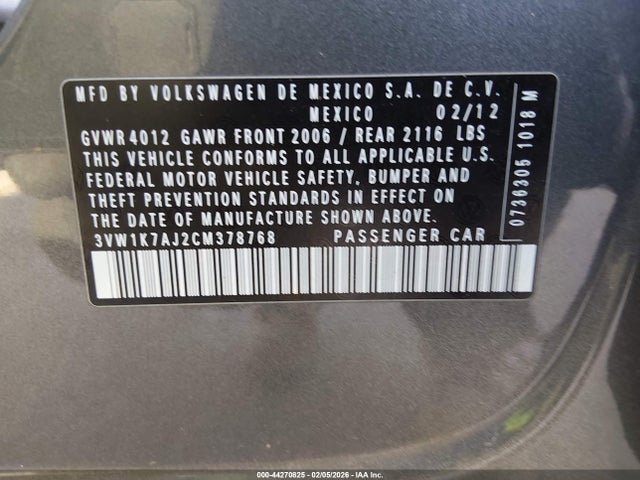 MFD BY VOLKSWAGEN DE MEXICO S.A. DE C.V.
MEXICO 02/12
GVWR 4012 GAWR FRONT 2006 / REAR 2116 LBS
THIS VEHICLE CONFORMS TO ALL APPLICABLE U.S.
FEDERAL MOTOR VEHICLE SAFETY, BUMPER AND
THEFT PREVENTION STANDARDS IN EFFECT ON
THE DATE OF MANUFACTURE SHOWN ABOVE.
3VW1K7AJ2CM378768 PASSENGER CAR
0736305 1018 M
000-44270825 | 02/05/2026 - IAA Inc.